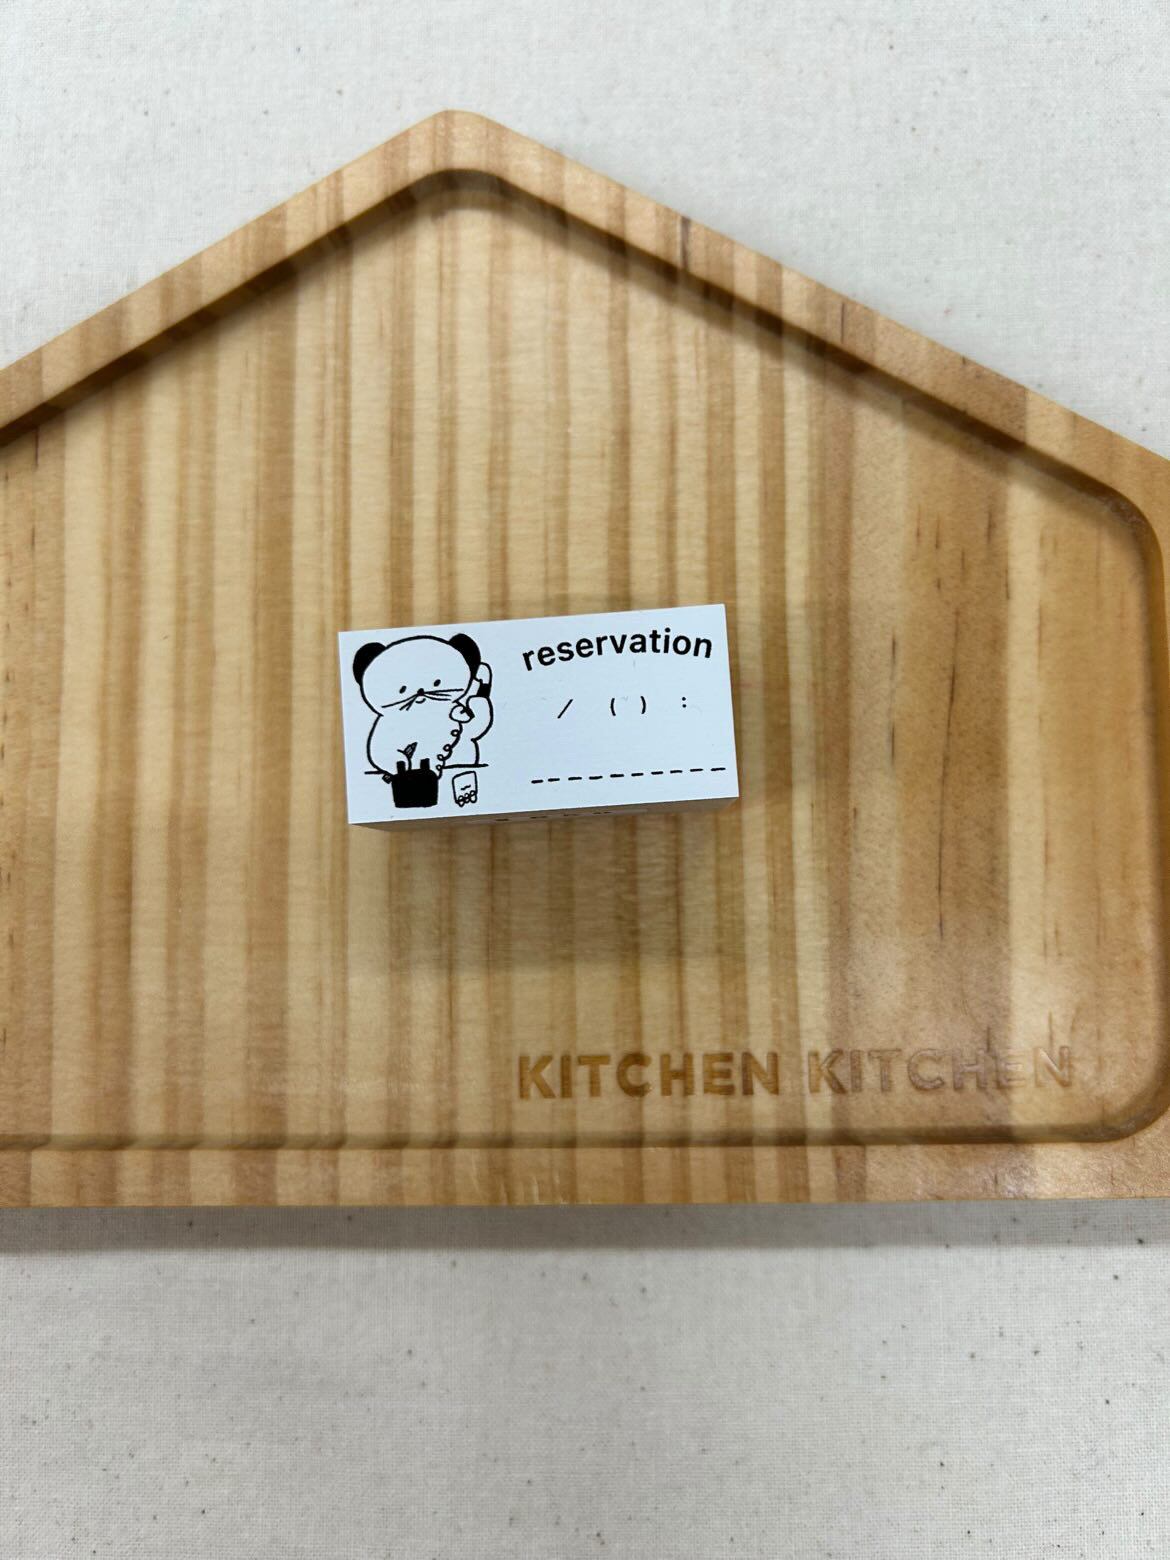 reservation
/ ( ) :
KITCHEN KITCHEN